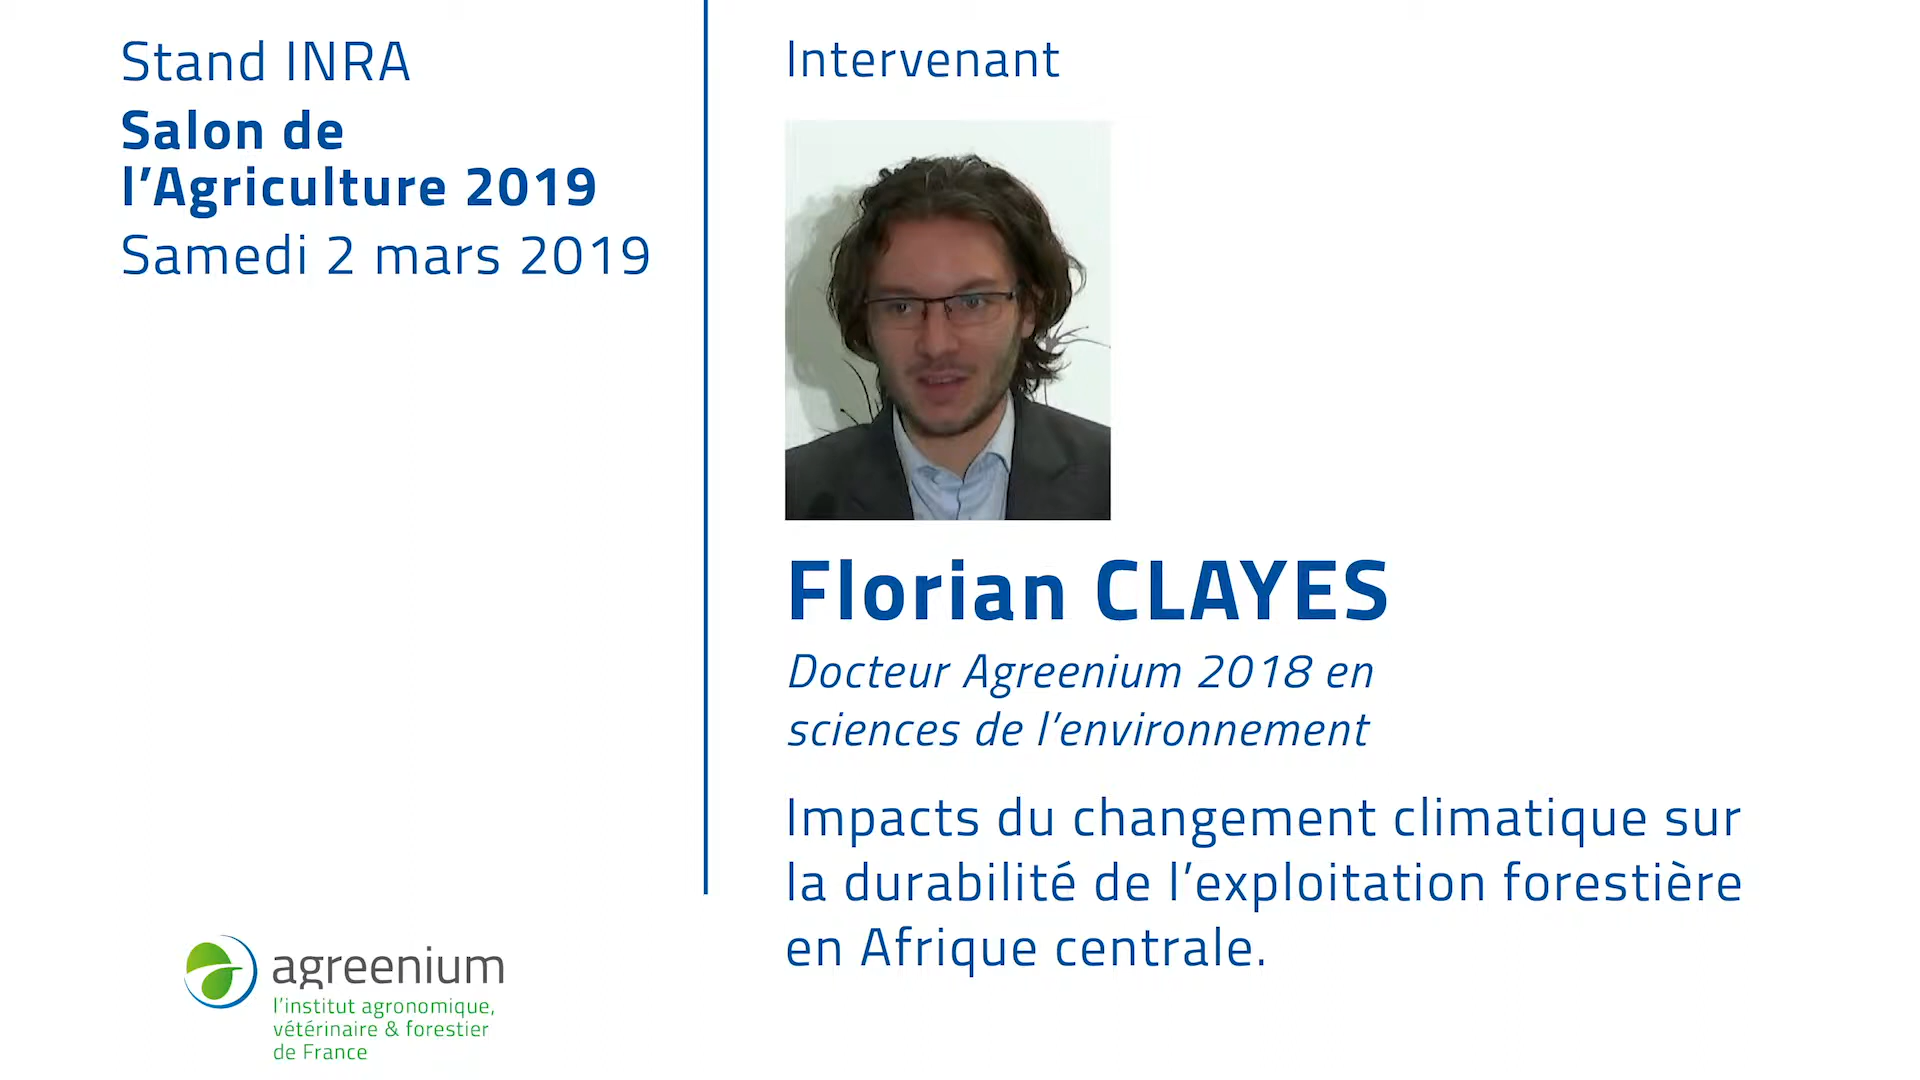 Stand INRA
Salon de
l’Agriculture 2019
Samedi 2 mars 2019
Intervenant
Florian CLAYES
Docteur Agreenium 2018 en
sciences de l’environnement
Impacts du changement climatique sur
la durabilité de l’exploitation forestière
en Afrique centrale.
agreenium
l’institut agronomique,
vétérinaire & forestier
de France